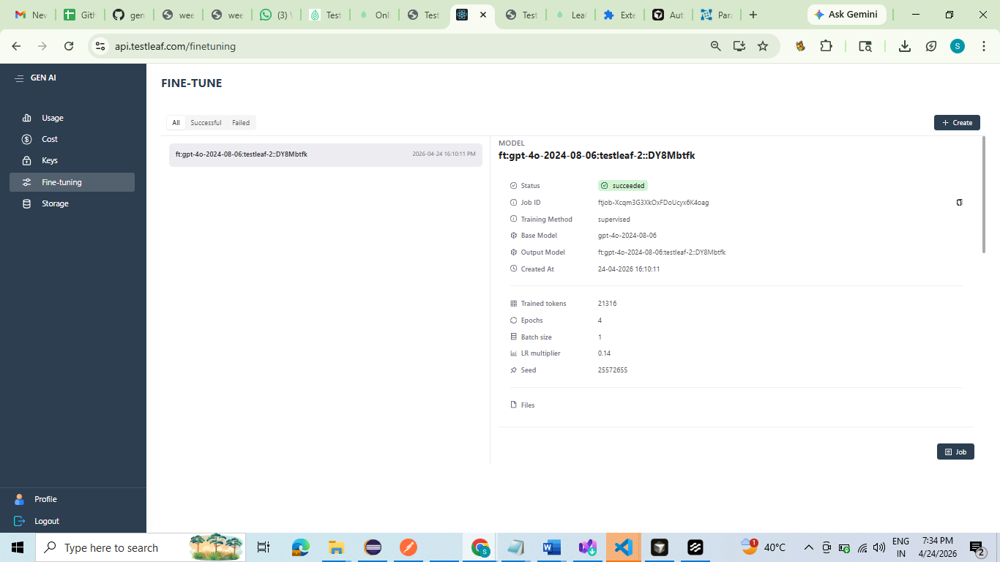 New
Gith
gen
wee
wee
(3)
Test
Onl
Test
Test
Leaf
Exte
Aut
Para
Ask Gemini
api.testleaf.com/finetuning
S
GEN AI
Usage
Cost
Keys
Fine-tuning
Storage
Profile
Logout
FINE-TUNE
All Successful Failed
+ Create
ft:gpt-4o-2024-08-06:testleaf-2::DY8Mbtfk 2026-04-24 16:10:11 PM
MODEL
ft:gpt-4o-2024-08-06:testleaf-2::DY8Mbtfk
Status succeeded
Job ID ftjob-Xcqm3G3XkOxFDoUcyx6K4oag
Training Method supervised
Base Model gpt-4o-2024-08-06
Output Model ft:gpt-4o-2024-08-06:testleaf-2::DY8Mbtfk
Created At 24-04-2026 16:10:11
Trained tokens 21316
Epochs 4
Batch size 1
LR multiplier 0.14
Seed 25572655
Files
Job
Type here to search
1
40°C
ENG
IN
7:34 PM
4/24/2026
2